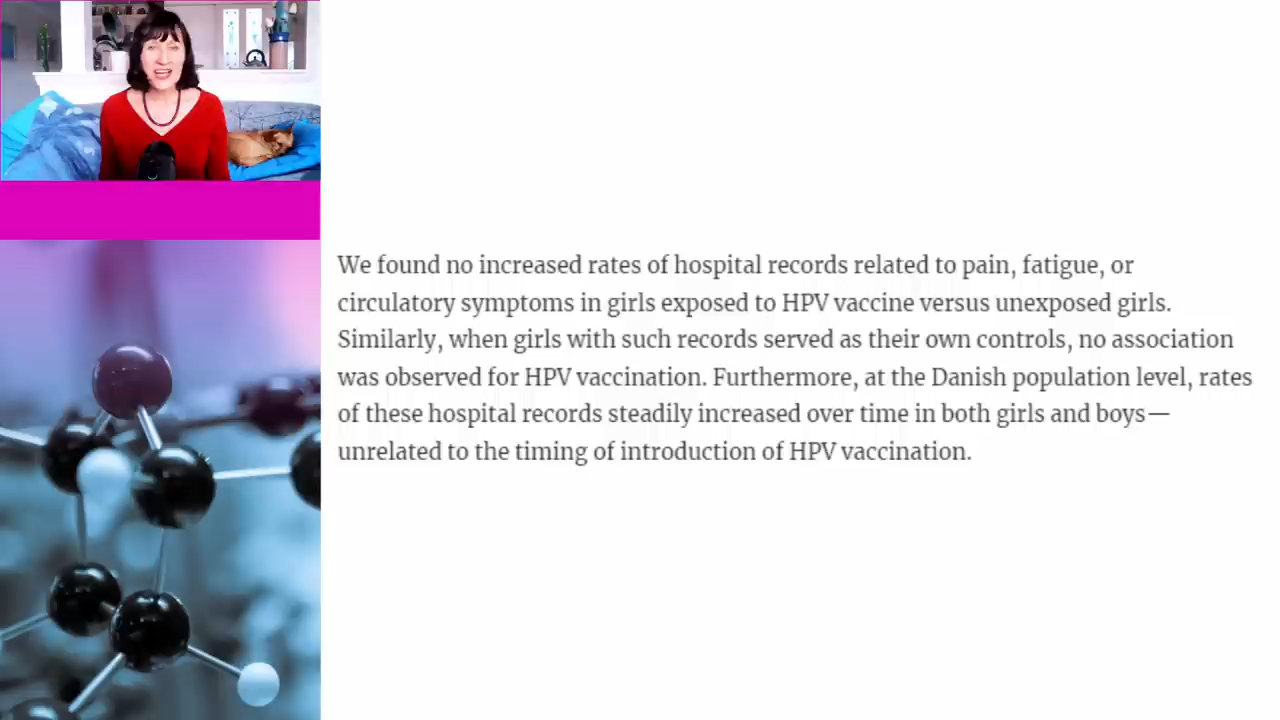 We found no increased rates of hospital records related to pain, fatigue, or
circulatory symptoms in girls exposed to HPV vaccine versus unexposed girls.
Similarly, when girls with such records served as their own controls, no association
was observed for HPV vaccination. Furthermore, at the Danish population level, rates
of these hospital records steadily increased over time in both girls and boys—
unrelated to the timing of introduction of HPV vaccination.